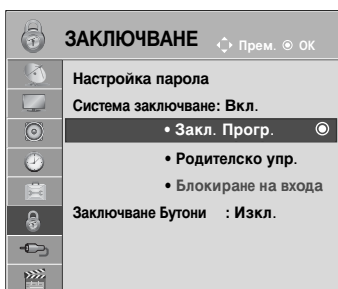 ЗАКЛЮЧВАНЕ Прем. OK
Настройка парола
Система заключване: Вкл.
• Закл. Прогр.
• Родителско упр.
• Блокиране на входа
Заключване Бутони : Изкл.